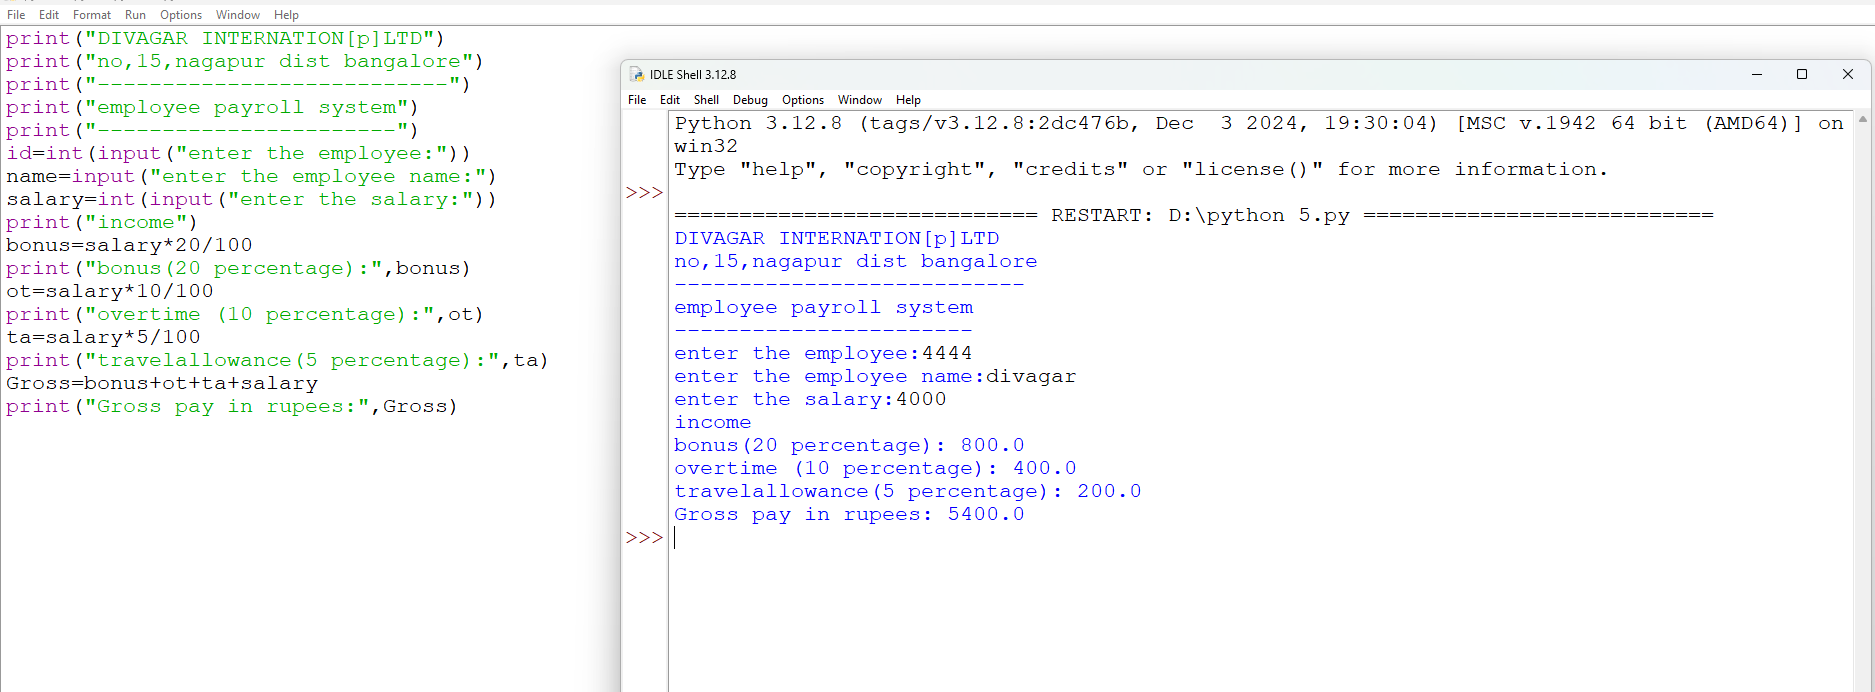 File Edit Format Run Options Window Help
print("DIVAGAR INTERNATION[p]LTD")
print("no,15,nagapur dist bangalore")
print("---------------------------")
print("employee payroll system")
print("-----------------------")
id=int(input("enter the employee:"))
name=input("enter the employee name:")
salary=int(input("enter the salary:"))
print("income")
bonus=salary*20/100
print("bonus(20 percentage):",bonus)
ot=salary*10/100
print("overtime (10 percentage):",ot)
ta=salary*5/100
print("travelallowance(5 percentage):",ta)
Gross=bonus+ot+ta+salary
print("Gross pay in rupees:",Gross)
IDLE Shell 3.12.8
File Edit Shell Debug Options Window Help
Python 3.12.8 (tags/v3.12.8:2dc476b, Dec  3 2024, 19:30:04) [MSC v.1942 64 bit (AMD64)] on
win32
Type "help", "copyright", "credits" or "license()" for more information.
>>>
============================ RESTART: D:\python 5.py ===========================
DIVAGAR INTERNATION[p]LTD
no,15,nagapur dist bangalore
---------------------------
employee payroll system
-----------------------
enter the employee:4444
enter the employee name:divagar
enter the salary:4000
income
bonus(20 percentage): 800.0
overtime (10 percentage): 400.0
travelallowance(5 percentage): 200.0
Gross pay in rupees: 5400.0
>>>